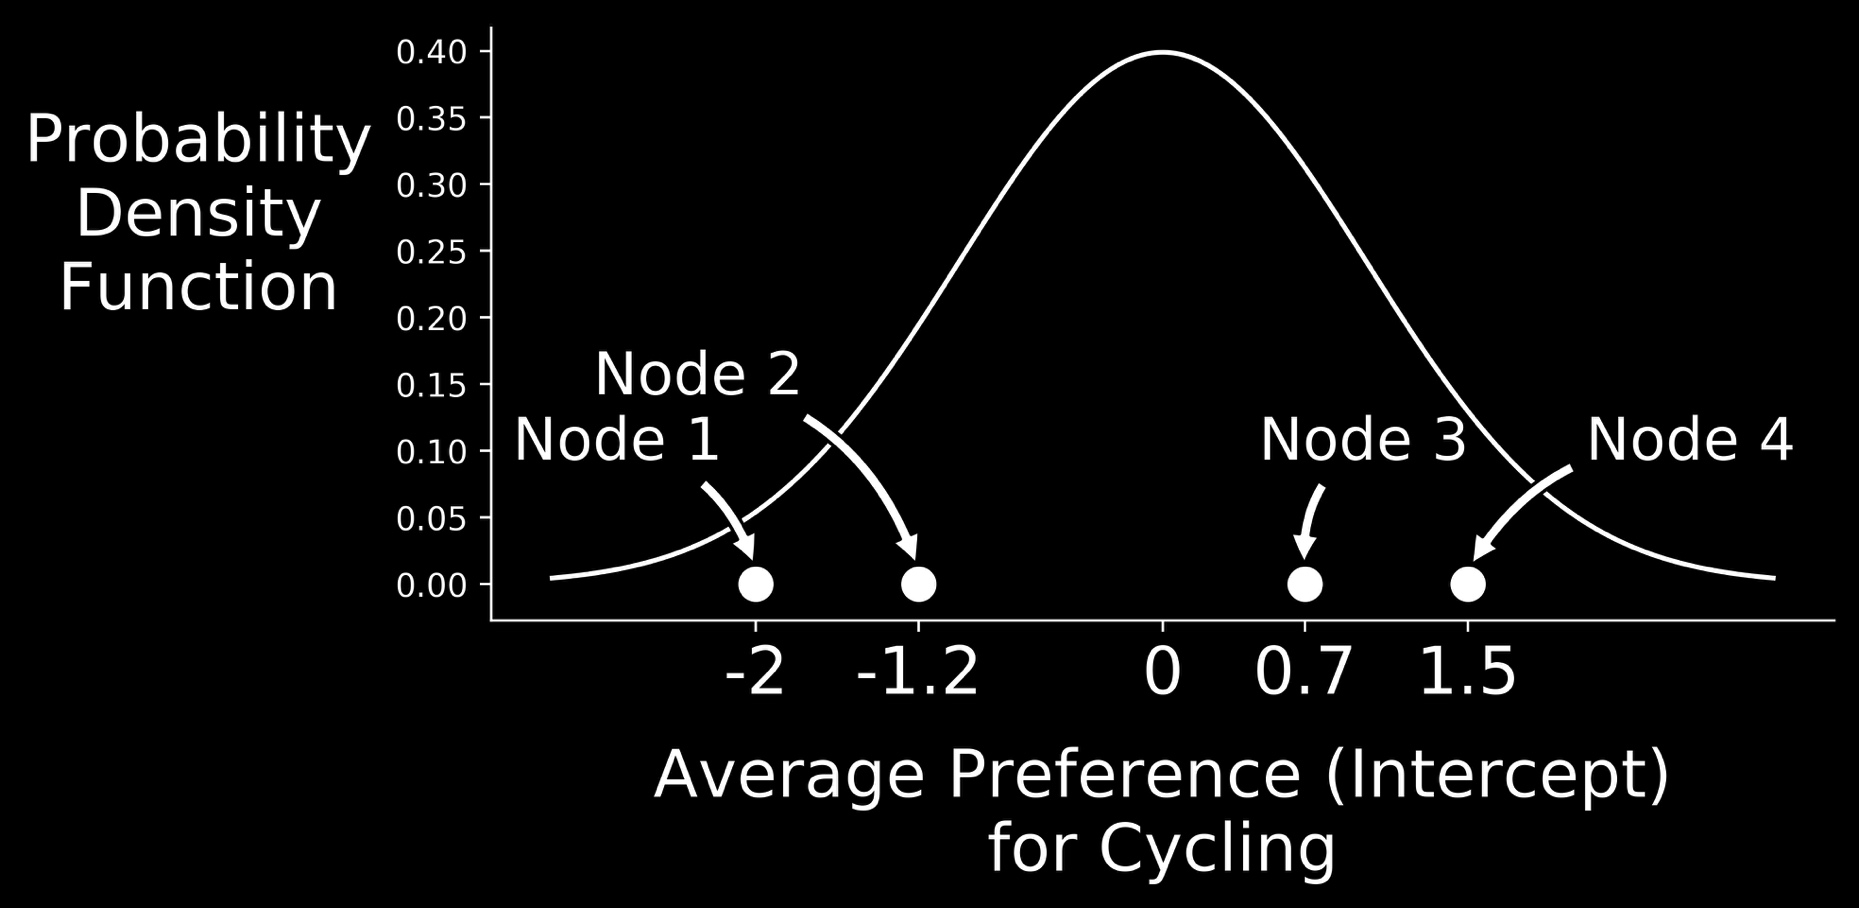 Probability
Density
Function
0.40
0.35
0.30
0.25
0.20
0.15
0.10
0.05
0.00
Node 2
Node 1
Node 3
Node 4
-2
-1.2
0
0.7
1.5
Average Preference (Intercept)
for Cycling